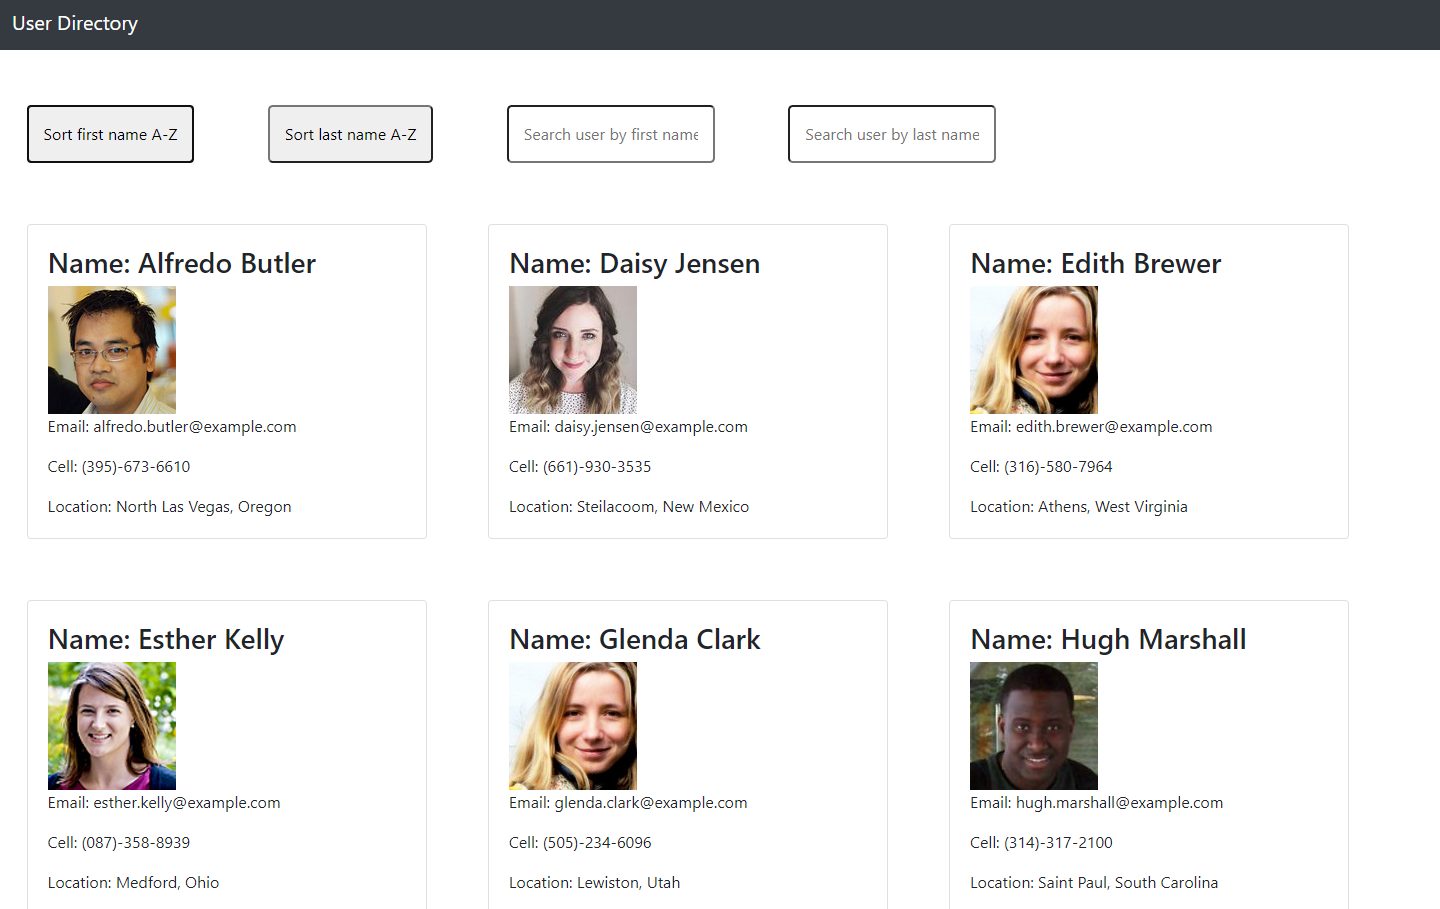 User Directory
Sort first name A-Z
Sort last name A-Z
Search user by first name
Search user by last name
Name: Alfredo Butler
Email: alfredo.butler@example.com
Cell: (395)-673-6610
Location: North Las Vegas, Oregon
Name: Daisy Jensen
Email: daisy.jensen@example.com
Cell: (661)-930-3535
Location: Steilacoom, New Mexico
Name: Edith Brewer
Email: edith.brewer@example.com
Cell: (316)-580-7964
Location: Athens, West Virginia
Name: Esther Kelly
Email: esther.kelly@example.com
Cell: (087)-358-8939
Location: Medford, Ohio
Name: Glenda Clark
Email: glenda.clark@example.com
Cell: (505)-234-6096
Location: Lewiston, Utah
Name: Hugh Marshall
Email: hugh.marshall@example.com
Cell: (314)-317-2100
Location: Saint Paul, South Carolina